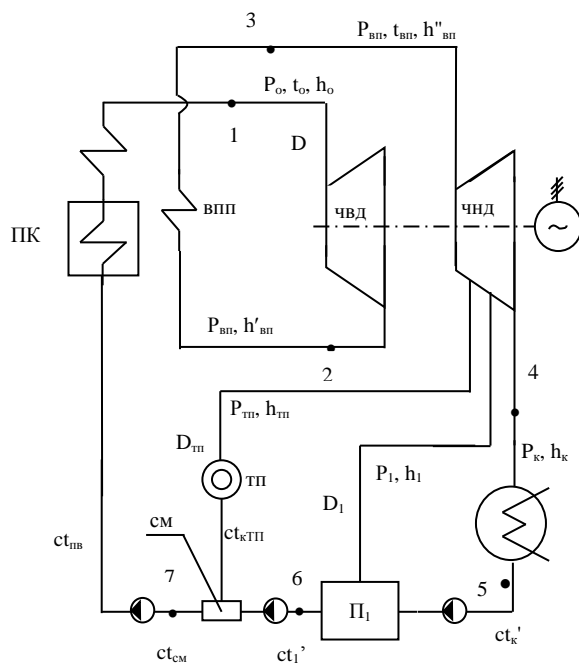 3
Pвп, tвп, h"вп
Pо, tо, hо
1
D
ПК
впп
чвд
чнд
~
Pвп, h′вп
2
4
Pтп, hтп
Dтп
тп
Pк, hк
P1, h1
D1
см
ctкТП
ctпв
7
6
5
П1
ctсм
ct1’
ctк'